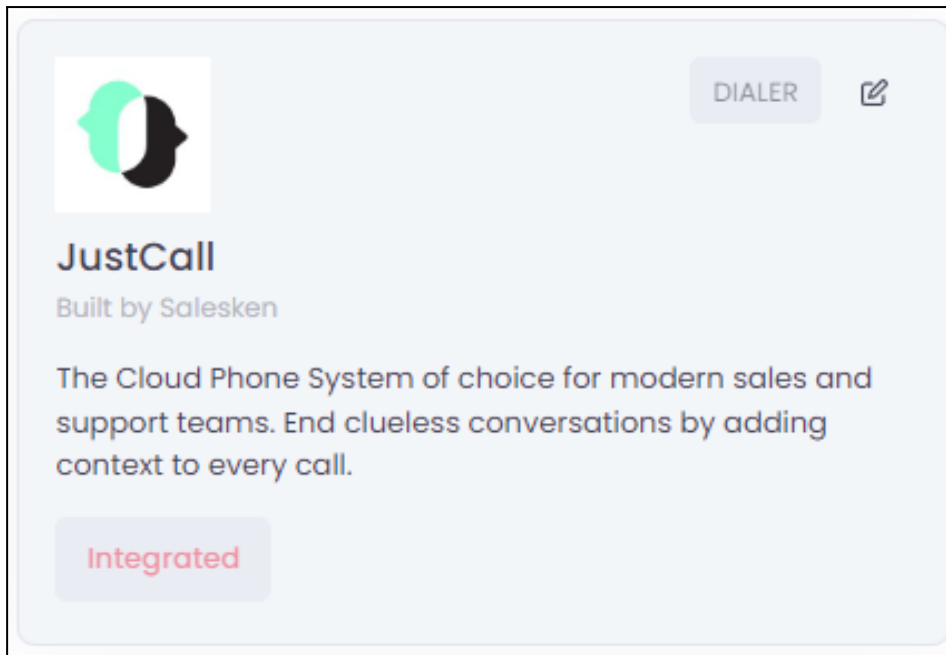 DIALER
JustCall
Built by Salesken
The Cloud Phone System of choice for modern sales and
support teams. End clueless conversations by adding
context to every call.
Integrated